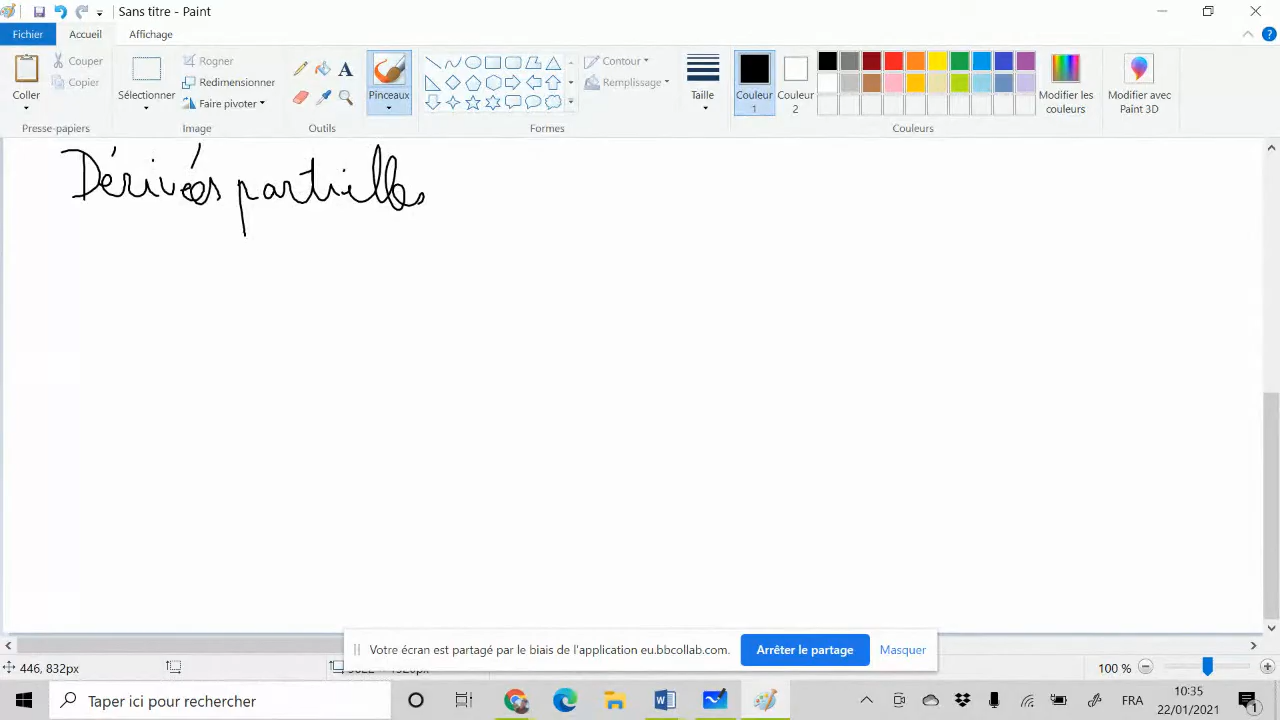 Sans titre - Paint
Fichier Accueil Affichage
Coller
Couper
Copier
Presse-papiers
Sélectionner
Rogner
Redimensionner
Faire pivoter
Image
Outils
Pinceaux
Contour
Remplissage
Formes
Taille
Couleur 1
Couleur 2
Modifier les couleurs
Couleurs
Modifier avec Paint 3D
Dérivés partielles
Votre écran est partagé par le biais de l'application eu.bbcollab.com. Arrêter le partage Masquer
446, 832px
100 %
Taper ici pour rechercher
FRA
10:35
22/01/2021